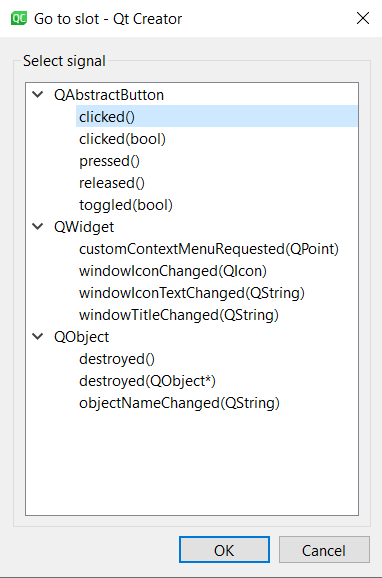 QC Go to slot - Qt Creator
Select signal
QAbstractButton
clicked()
clicked(bool)
pressed()
released()
toggled(bool)
QWidget
customContextMenuRequested(QPoint)
windowIconChanged(QIcon)
windowIconTextChanged(QString)
windowTitleChanged(QString)
QObject
destroyed()
destroyed(QObject*)
objectNameChanged(QString)
OK Cancel